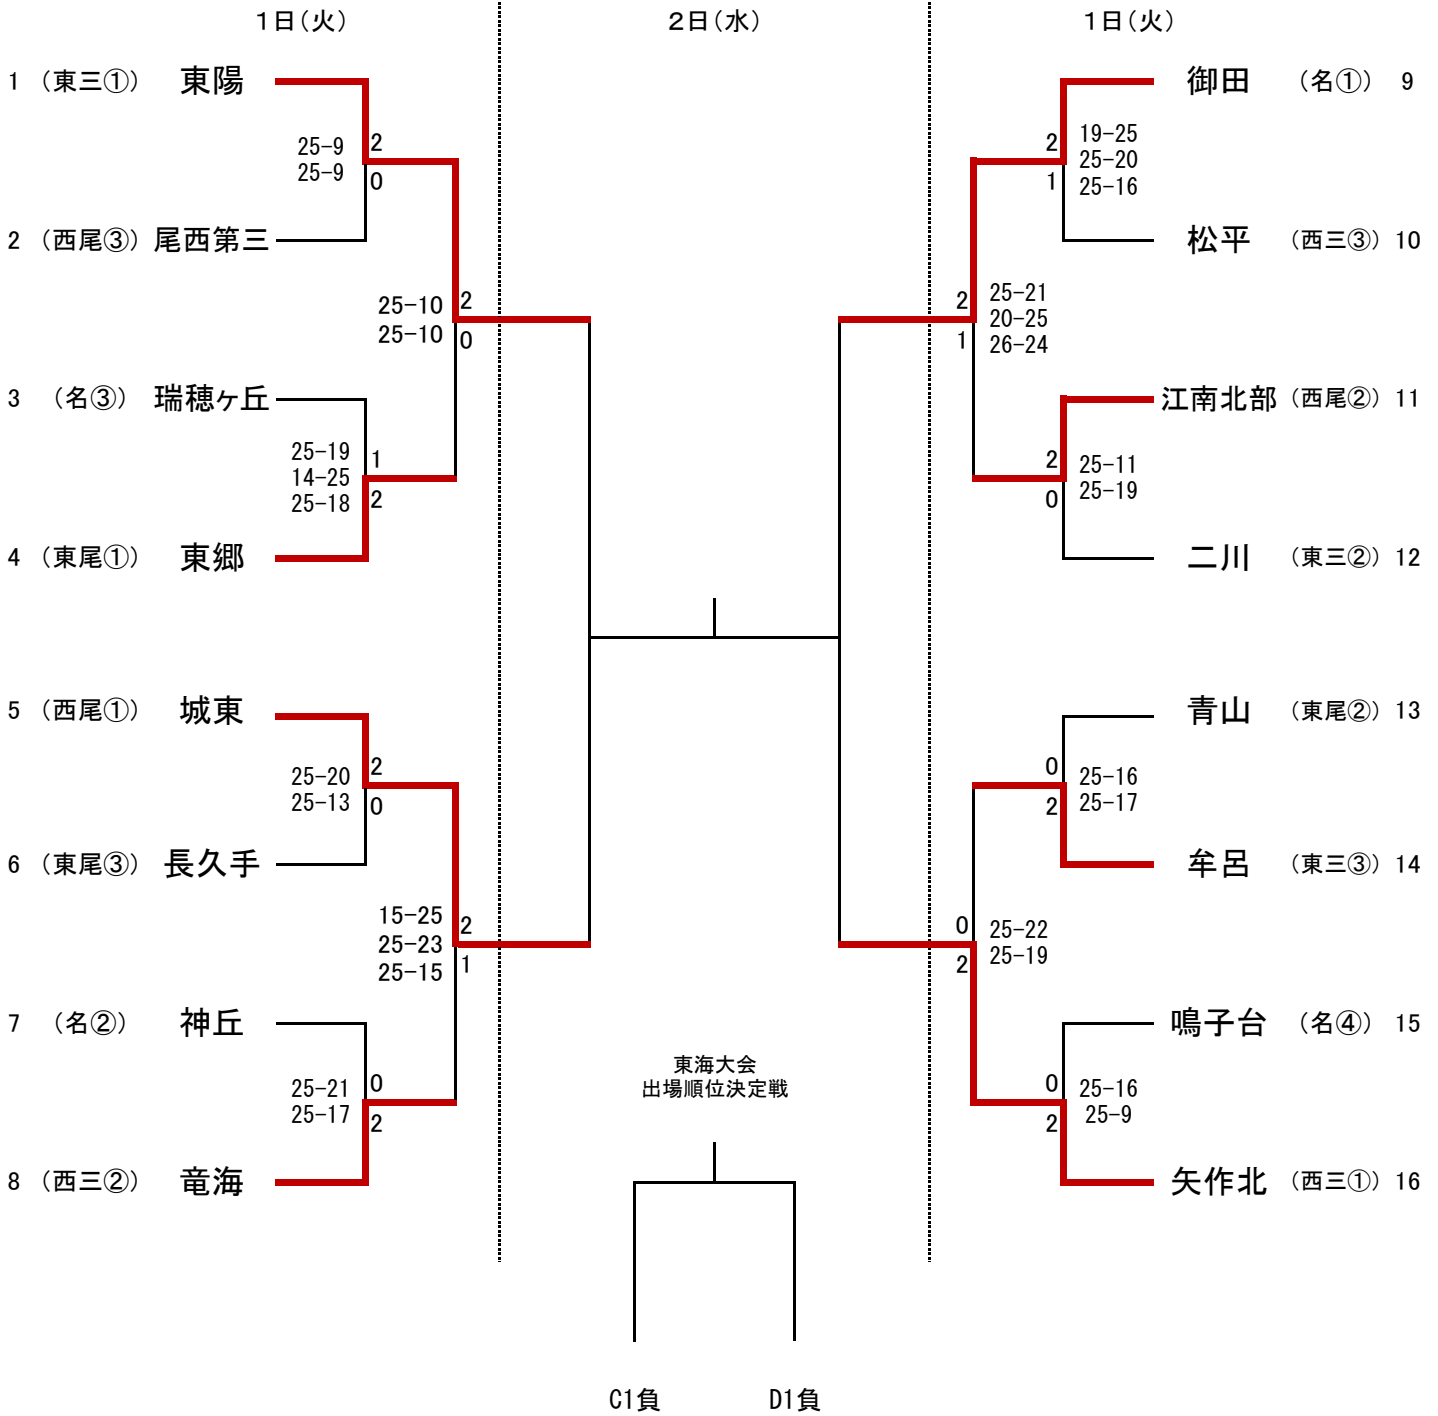 1日(火)
2日(水)
1日(火)
1 (東三①) 東陽
25-9
25-9
2
0
2 (西尾③) 尾西第三
25-10
25-10
2
0
3 (名③) 瑞穂ヶ丘
25-19
14-25
25-18
1
2
4 (東尾①) 東郷
5 (西尾①) 城東
25-20
25-13
2
0
6 (東尾③) 長久手
15-25
25-23
25-15
2
1
7 (名②) 神丘
25-21
25-17
0
2
8 (西三②) 竜海
御田 (名①) 9
2
1
19-25
25-20
25-16
松平 (西三③) 10
2
1
25-21
20-25
26-24
江南北部 (西尾②) 11
2
0
25-11
25-19
二川 (東三②) 12
青山 (東尾②) 13
0
2
25-16
25-17
牟呂 (東三③) 14
0
2
25-22
25-19
鳴子台 (名④) 15
0
2
25-16
25-9
矢作北 (西三①) 16
東海大会
出場順位決定戦
C1負
D1負